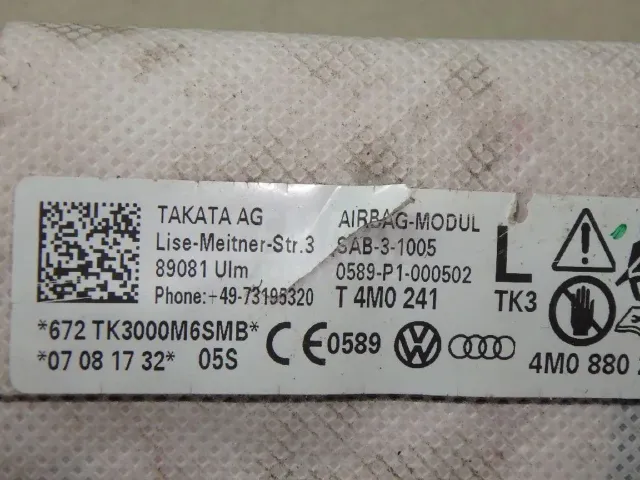 TAKATA AG
Lise-Meitner-Str.3
89081 Ulm
Phone:+49-73195320
AIRBAG-MODUL
SAB-3-1005
0589-P1-000502
T 4M0 241
L
TK3
*672 TK3000M6SMB*
*07 08 17 32* 05S
CE 0589
4M0 880